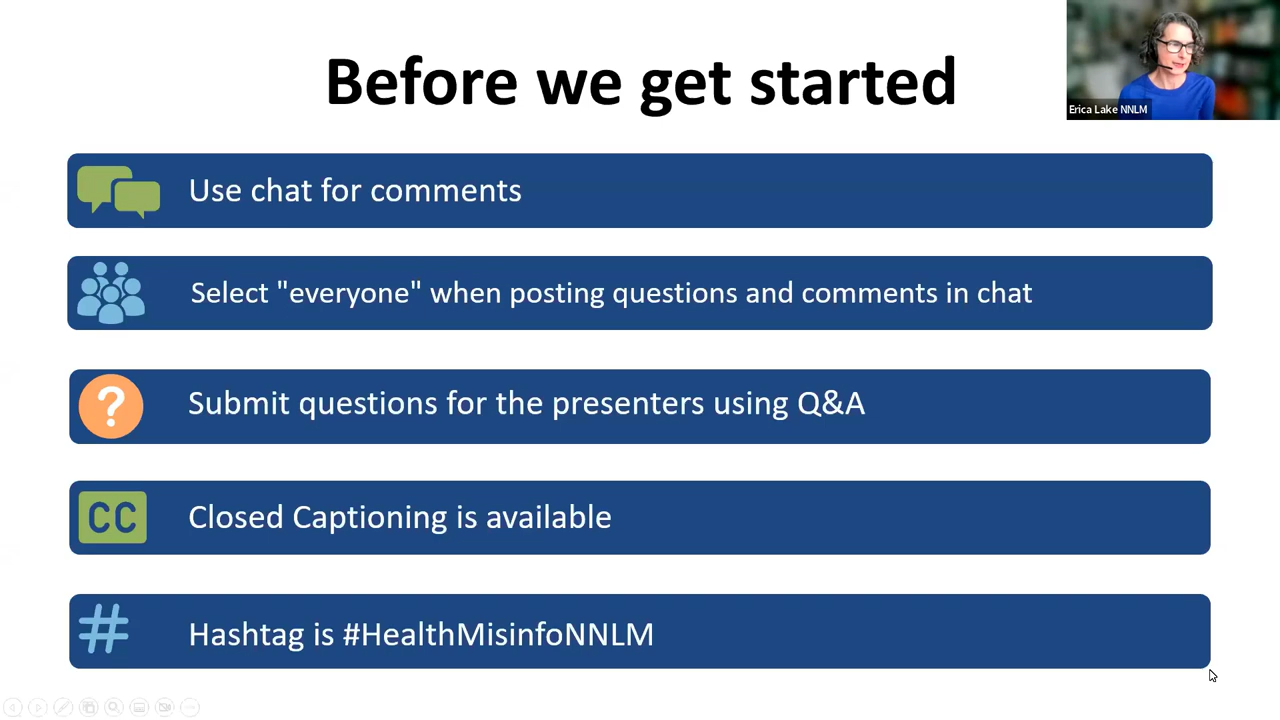 Before we get started
Erica Lake NNLM
Use chat for comments
Select "everyone" when posting questions and comments in chat
?
Submit questions for the presenters using Q&A
CC
Closed Captioning is available
#
Hashtag is #HealthMisinfoNNLM